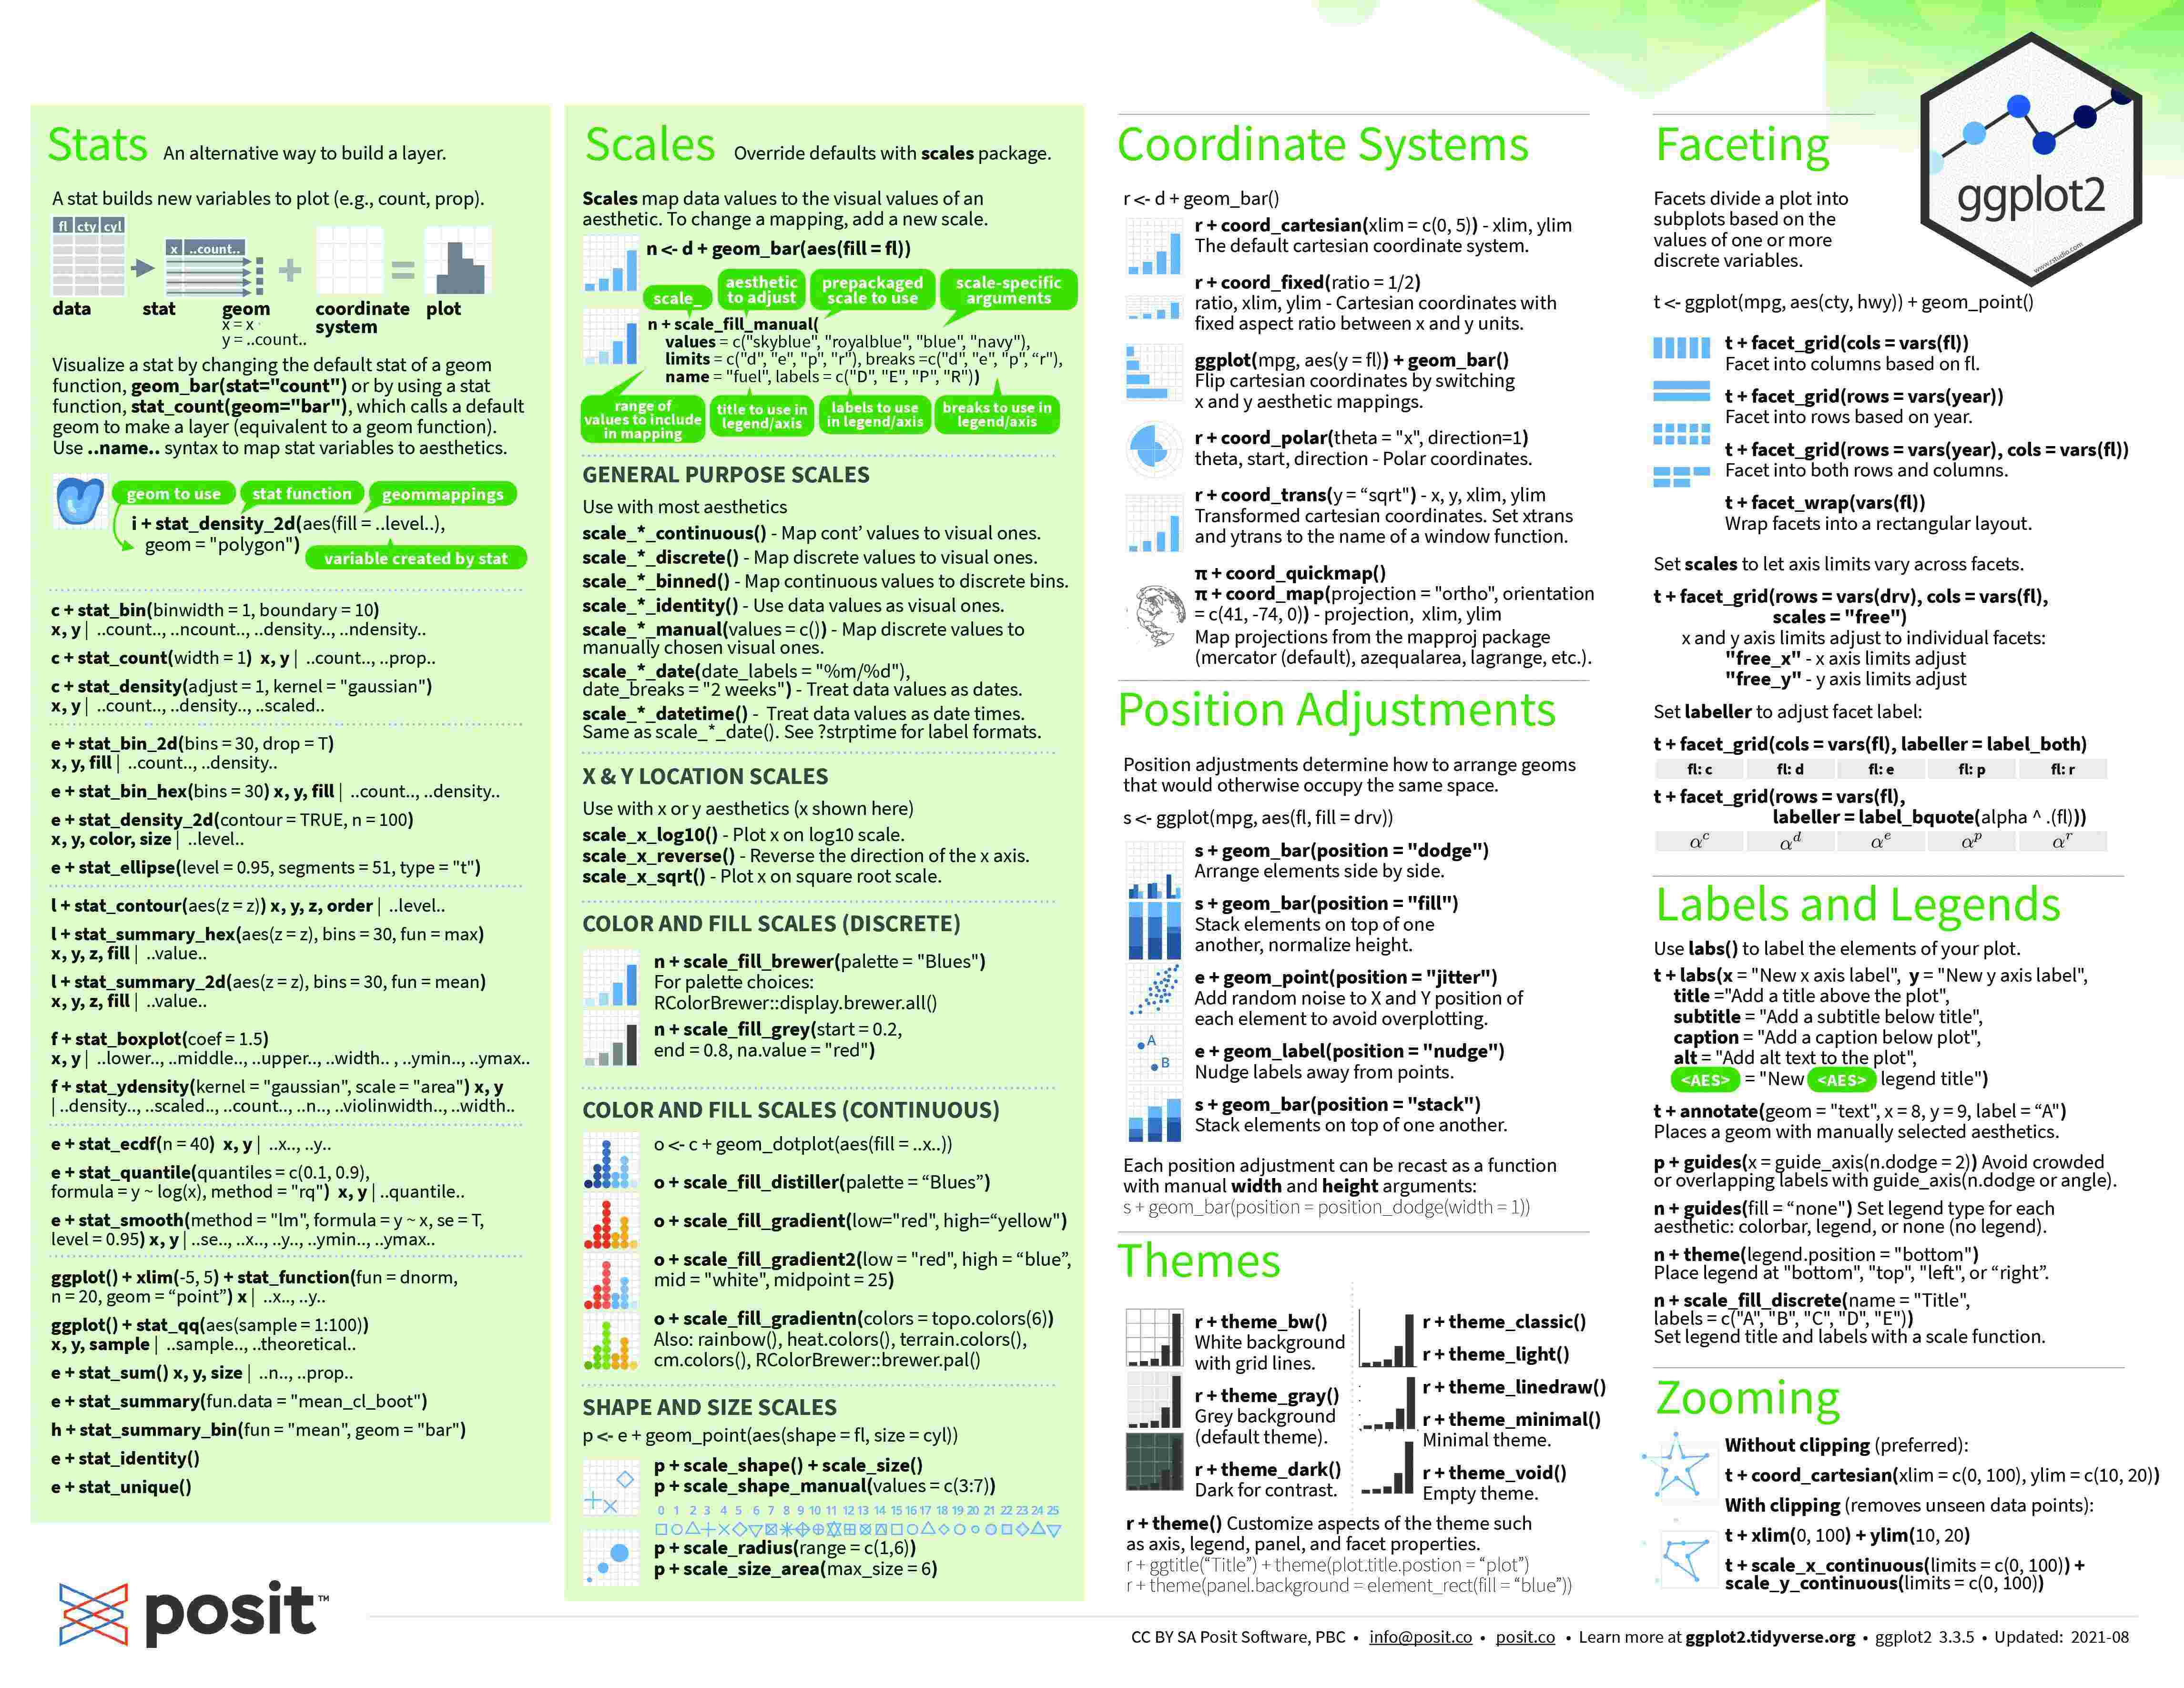 Stats An alternative way to build a layer.
A stat builds new variables to plot (e.g., count, prop).
fl cty cyl
x ..count..
data stat geom coordinate plot
x = x · system
y = ..count..
Visualize a stat by changing the default stat of a geom
function, geom_bar(stat="count") or by using a stat
function, stat_count(geom="bar"), which calls a default
geom to make a layer (equivalent to a geom function).
Use ..name.. syntax to map stat variables to aesthetics.
geom to use stat function geommappings
i + stat_density_2d(aes(fill = ..level..),
geom = "polygon")
variable created by stat
c + stat_bin(binwidth = 1, boundary = 10)
x, y | ..count.., ..ncount.., ..density.., ..ndensity..
c + stat_count(width = 1) x, y | ..count.., ..prop..
c + stat_density(adjust = 1, kernel = "gaussian")
x, y | ..count.., ..density.., ..scaled..
e + stat_bin_2d(bins = 30, drop = T)
x, y, fill | ..count.., ..density..
e + stat_bin_hex(bins = 30) x, y, fill | ..count.., ..density..
e + stat_density_2d(contour = TRUE, n = 100)
x, y, color, size | ..level..
e + stat_ellipse(level = 0.95, segments = 51, type = "t")
l + stat_contour(aes(z = z)) x, y, z, order | ..level..
l + stat_summary_hex(aes(z = z), bins = 30, fun = max)
x, y, z, fill | ..value..
l + stat_summary_2d(aes(z = z), bins = 30, fun = mean)
x, y, z, fill | ..value..
f + stat_boxplot(coef = 1.5)
x, y | ..lower.., ..middle.., ..upper.., ..width.. , ..ymin.., ..ymax..
f + stat_ydensity(kernel = "gaussian", scale = "area") x, y
| ..density.., ..scaled.., ..count.., ..n.., ..violinwidth.., ..width..
e + stat_ecdf(n = 40) x, y | ..x.., ..y..
e + stat_quantile(quantiles = c(0.1, 0.9),
formula = y ~ log(x), method = "rq") x, y | ..quantile..
e + stat_smooth(method = "lm", formula = y ~ x, se = T,
level = 0.95) x, y | ..se.., ..x.., ..y.., ..ymin.., ..ymax..
ggplot() + xlim(-5, 5) + stat_function(fun = dnorm,
n = 20, geom = “point”) x | ..x.., ..y..
ggplot() + stat_qq(aes(sample = 1:100))
x, y, sample | ..sample.., ..theoretical..
e + stat_sum() x, y, size | ..n.., ..prop..
e + stat_summary(fun.data = "mean_cl_boot")
h + stat_summary_bin(fun = "mean", geom = "bar")
e + stat_identity()
e + stat_unique()
Scales Override defaults with scales package.
Scales map data values to the visual values of an
aesthetic. To change a mapping, add a new scale.
n <- d + geom_bar(aes(fill = fl))
scale_ aesthetic to adjust prepackaged scale to use scale-specific arguments
n + scale_fill_manual(
values = c("skyblue", "royalblue", "blue", "navy"),
limits = c("d", "e", "p", "r"), breaks =c("d", "e", "p", “r"),
name = "fuel", labels = c("D", "E", "P", "R"))
range of values to include in mapping title to use in legend/axis labels to use in legend/axis breaks to use in legend/axis
GENERAL PURPOSE SCALES
Use with most aesthetics
scale_*_continuous() - Map cont’ values to visual ones.
scale_*_discrete() - Map discrete values to visual ones.
scale_*_binned() - Map continuous values to discrete bins.
scale_*_identity() - Use data values as visual ones.
scale_*_manual(values = c()) - Map discrete values to
manually chosen visual ones.
scale_*_date(date_labels = "%m/%d"),
date_breaks = "2 weeks") - Treat data values as dates.
scale_*_datetime() - Treat data values as date times.
Same as scale_*_date(). See ?strptime for label formats.
X & Y LOCATION SCALES
Use with x or y aesthetics (x shown here)
scale_x_log10() - Plot x on log10 scale.
scale_x_reverse() - Reverse the direction of the x axis.
scale_x_sqrt() - Plot x on square root scale.
COLOR AND FILL SCALES (DISCRETE)
n + scale_fill_brewer(palette = "Blues")
For palette choices:
RColorBrewer::display.brewer.all()
n + scale_fill_grey(start = 0.2,
end = 0.8, na.value = "red")
COLOR AND FILL SCALES (CONTINUOUS)
o <- c + geom_dotplot(aes(fill = ..x..))
o + scale_fill_distiller(palette = “Blues”)
o + scale_fill_gradient(low="red", high=“yellow")
o + scale_fill_gradient2(low = "red", high = “blue”,
mid = "white", midpoint = 25)
o + scale_fill_gradientn(colors = topo.colors(6))
Also: rainbow(), heat.colors(), terrain.colors(),
cm.colors(), RColorBrewer::brewer.pal()
SHAPE AND SIZE SCALES
p <- e + geom_point(aes(shape = fl, size = cyl))
p + scale_shape() + scale_size()
p + scale_shape_manual(values = c(3:7))
0 1 2 3 4 5 6 7 8 9 10 11 12 13 14 15 16 17 18 19 20 21 22 23 24 25
p + scale_radius(range = c(1,6))
p + scale_size_area(max_size = 6)
Coordinate Systems
r <- d + geom_bar()
r + coord_cartesian(xlim = c(0, 5)) - xlim, ylim
The default cartesian coordinate system.
r + coord_fixed(ratio = 1/2)
ratio, xlim, ylim - Cartesian coordinates with
fixed aspect ratio between x and y units.
ggplot(mpg, aes(y = fl)) + geom_bar()
Flip cartesian coordinates by switching
x and y aesthetic mappings.
r + coord_polar(theta = "x", direction=1)
theta, start, direction - Polar coordinates.
r + coord_trans(y = “sqrt") - x, y, xlim, ylim
Transformed cartesian coordinates. Set xtrans
and ytrans to the name of a window function.
π + coord_quickmap()
π + coord_map(projection = "ortho", orientation
= c(41, -74, 0)) - projection, xlim, ylim
Map projections from the mapproj package
(mercator (default), azequalarea, lagrange, etc.).
Position Adjustments
Position adjustments determine how to arrange geoms
that would otherwise occupy the same space.
s <- ggplot(mpg, aes(fl, fill = drv))
s + geom_bar(position = "dodge")
Arrange elements side by side.
s + geom_bar(position = "fill")
Stack elements on top of one
another, normalize height.
e + geom_point(position = "jitter")
Add random noise to X and Y position of
each element to avoid overplotting.
A
B
e + geom_label(position = "nudge")
Nudge labels away from points.
s + geom_bar(position = "stack")
Stack elements on top of one another.
Each position adjustment can be recast as a function
with manual width and height arguments:
s + geom_bar(position = position_dodge(width = 1))
Themes
r + theme_bw()
White background
with grid lines.
r + theme_gray()
Grey background
(default theme).
r + theme_dark()
Dark for contrast.
r + theme_classic()
r + theme_light()
r + theme_linedraw()
r + theme_minimal()
Minimal theme.
r + theme_void()
Empty theme.
r + theme() Customize aspects of the theme such
as axis, legend, panel, and facet properties.
r + ggtitle(“Title”) + theme(plot.title.postion = “plot”)
r + theme(panel.background = element_rect(fill = “blue”))
Faceting
Facets divide a plot into
subplots based on the
values of one or more
discrete variables.
ggplot2
www.rstudio.com
t <- ggplot(mpg, aes(cty, hwy)) + geom_point()
t + facet_grid(cols = vars(fl))
Facet into columns based on fl.
t + facet_grid(rows = vars(year))
Facet into rows based on year.
t + facet_grid(rows = vars(year), cols = vars(fl))
Facet into both rows and columns.
t + facet_wrap(vars(fl))
Wrap facets into a rectangular layout.
Set scales to let axis limits vary across facets.
t + facet_grid(rows = vars(drv), cols = vars(fl),
scales = "free")
x and y axis limits adjust to individual facets:
"free_x" - x axis limits adjust
"free_y" - y axis limits adjust
Set labeller to adjust facet label:
t + facet_grid(cols = vars(fl), labeller = label_both)
fl: c fl: d fl: e fl: p fl: r
t + facet_grid(rows = vars(fl),
labeller = label_bquote(alpha ^ .(fl)))
αᶜ αᵈ αᵉ αᵖ αʳ
Labels and Legends
Use labs() to label the elements of your plot.
t + labs(x = "New x axis label", y = "New y axis label",
title ="Add a title above the plot",
subtitle = "Add a subtitle below title",
caption = "Add a caption below plot",
alt = "Add alt text to the plot",
<AES> = "New <AES> legend title")
t + annotate(geom = "text", x = 8, y = 9, label = “A")
Places a geom with manually selected aesthetics.
p + guides(x = guide_axis(n.dodge = 2)) Avoid crowded
or overlapping labels with guide_axis(n.dodge or angle).
n + guides(fill = “none") Set legend type for each
aesthetic: colorbar, legend, or none (no legend).
n + theme(legend.position = "bottom")
Place legend at "bottom", "top", "left", or “right”.
n + scale_fill_discrete(name = "Title",
labels = c("A", "B", "C", "D", "E"))
Set legend title and labels with a scale function.
Zooming
Without clipping (preferred):
t + coord_cartesian(xlim = c(0, 100), ylim = c(10, 20))
With clipping (removes unseen data points):
t + xlim(0, 100) + ylim(10, 20)
t + scale_x_continuous(limits = c(0, 100)) +
scale_y_continuous(limits = c(0, 100))
posit™
CC BY SA Posit Software, PBC • info@posit.co • posit.co • Learn more at ggplot2.tidyverse.org • ggplot2 3.3.5 • Updated: 2021-08